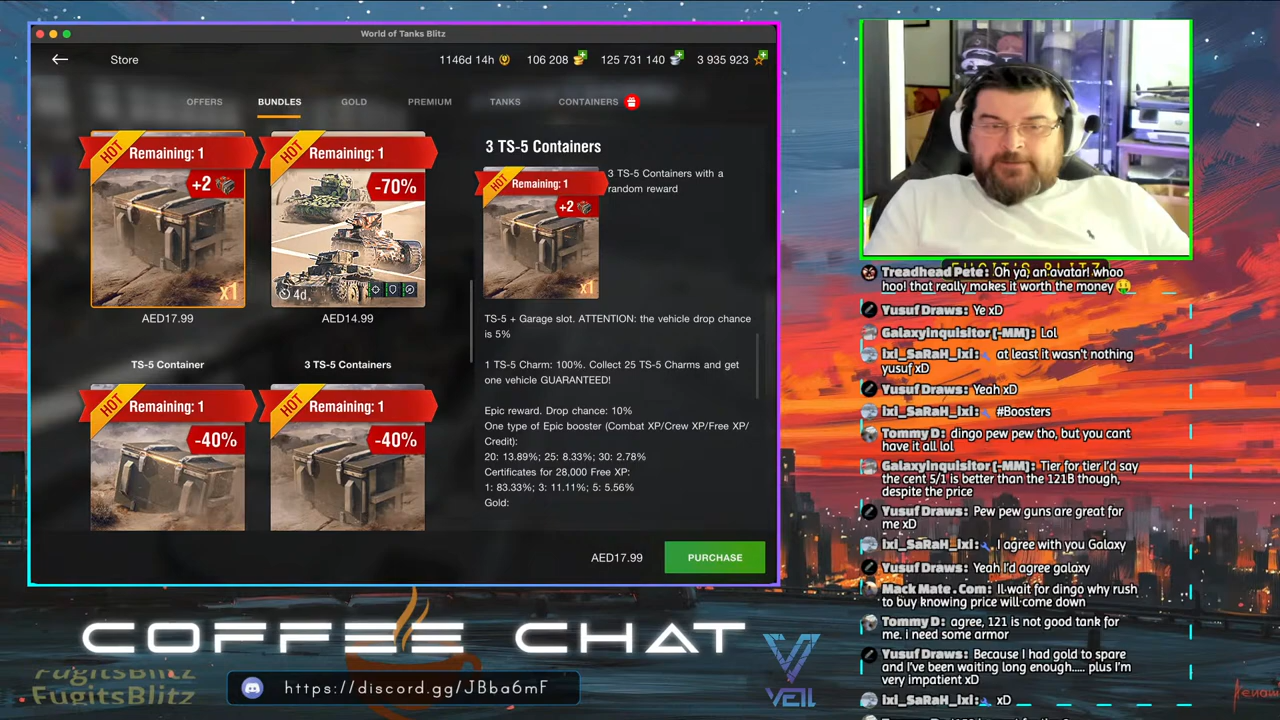 World of Tanks Blitz
Store
1146d 14h
106 208
125 731 140
3 935 923
OFFERS
BUNDLES
GOLD
PREMIUM
TANKS
CONTAINERS
HOT
Remaining: 1
+2
x1
AED17.99
HOT
Remaining: 1
-70%
4d
AED14.99
TS-5 Container
HOT
Remaining: 1
-40%
3 TS-5 Containers
HOT
Remaining: 1
-40%
3 TS-5 Containers
HOT
Remaining: 1
+2
x1
3 TS-5 Containers with a
random reward
TS-5 + Garage slot. ATTENTION: the vehicle drop chance
is 5%
1 TS-5 Charm: 100%. Collect 25 TS-5 Charms and get
one vehicle GUARANTEED!
Epic reward. Drop chance: 10%
One type of Epic booster (Combat XP/Crew XP/Free XP/
Credit):
20: 13.89%; 25: 8.33%; 30: 2.78%
Certificates for 28,000 Free XP:
1: 83.33%; 3: 11.11%; 5: 5.56%
Gold:
AED17.99
PURCHASE
Treadhead Pete: Oh ya, an avatar! whoo
hoo! that really makes it worth the money
Yusuf Draws: Ye xD
GalaxyInquisitor [-MM]: Lol
at least it wasn't nothing
yusuf xD
Yusuf Draws: Yeah xD
#Boosters
Tommy D: dingo pew pew tho, but you cant
have it all lol
GalaxyInquisitor [-MM]: Tier for tier I'd say
the cent 5/1 is better than the 121B though,
despite the price
Yusuf Draws: Pew pew guns are great for
me xD
I agree with you Galaxy
Yusuf Draws: Yeah I'd agree galaxy
Mack Mate . Com: Il wait for dingo why rush
to buy knowing price will come down
Tommy D: agree, 121 is not good tank for
me. i need some armor
Yusuf Draws: Because I had gold to spare
and I've been waiting long enough..... plus I'm
very impatient xD
xD
COFFEE CHAT
FugitsBlitz
FugitsBlitz
https://discord.gg/JBba6mF
VEIL